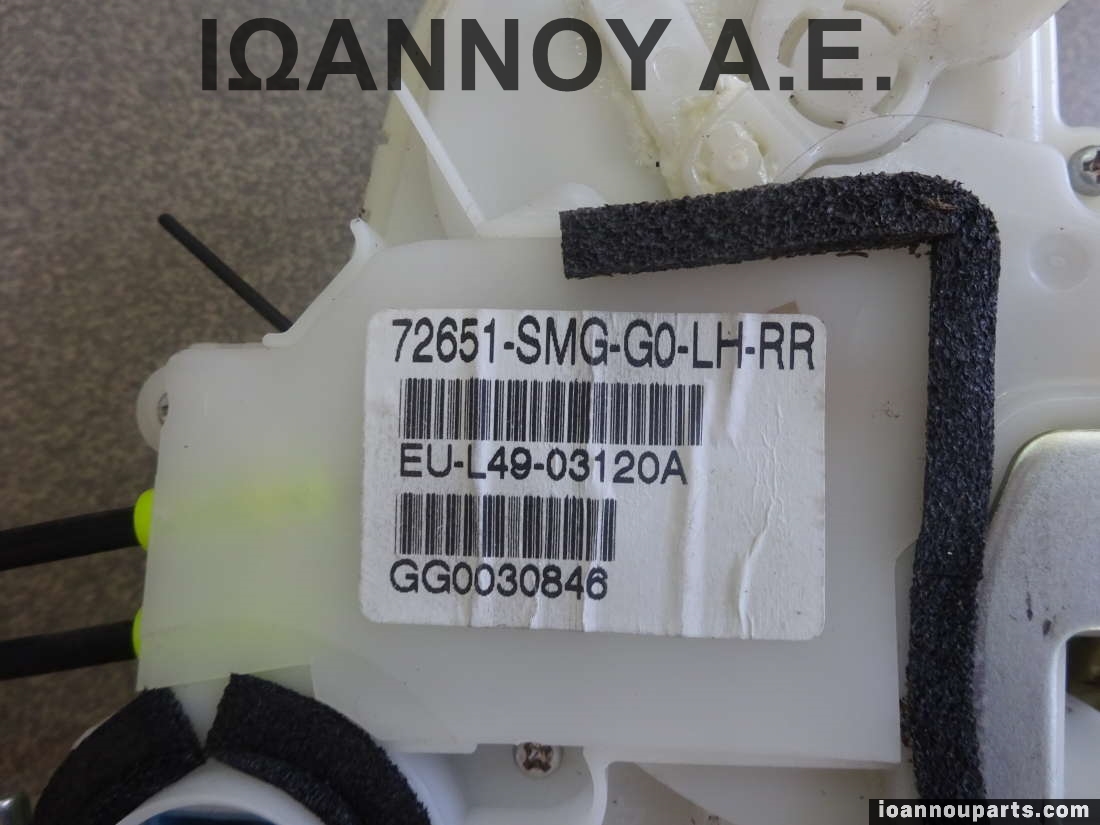 ΙΩΑΝΝΟΥ Α.Ε.
72651-SMG-G0-LH-RR
EU-L49-03120A
GG0030846
ioannouparts.com